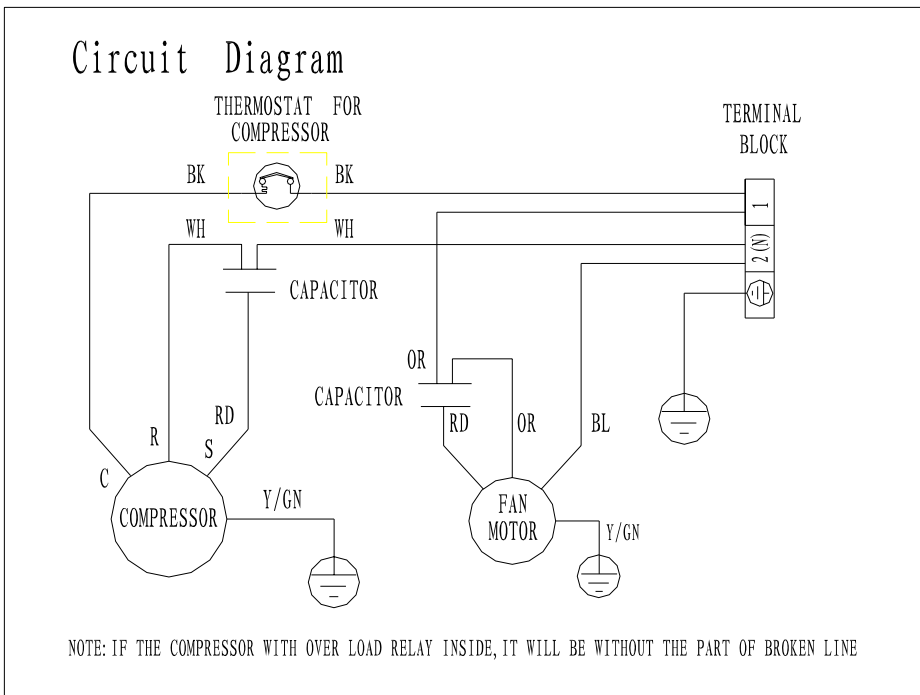 Circuit Diagram
THERMOSTAT FOR
COMPRESSOR
TERMINAL
BLOCK
BK
BK
1
WH
WH
2(N)
CAPACITOR
OR
CAPACITOR
RD
RD
OR
BL
R
S
C
COMPRESSOR
Y/GN
FAN
MOTOR
Y/GN
NOTE: IF THE COMPRESSOR WITH OVER LOAD RELAY INSIDE, IT WILL BE WITHOUT THE PART OF BROKEN LINE